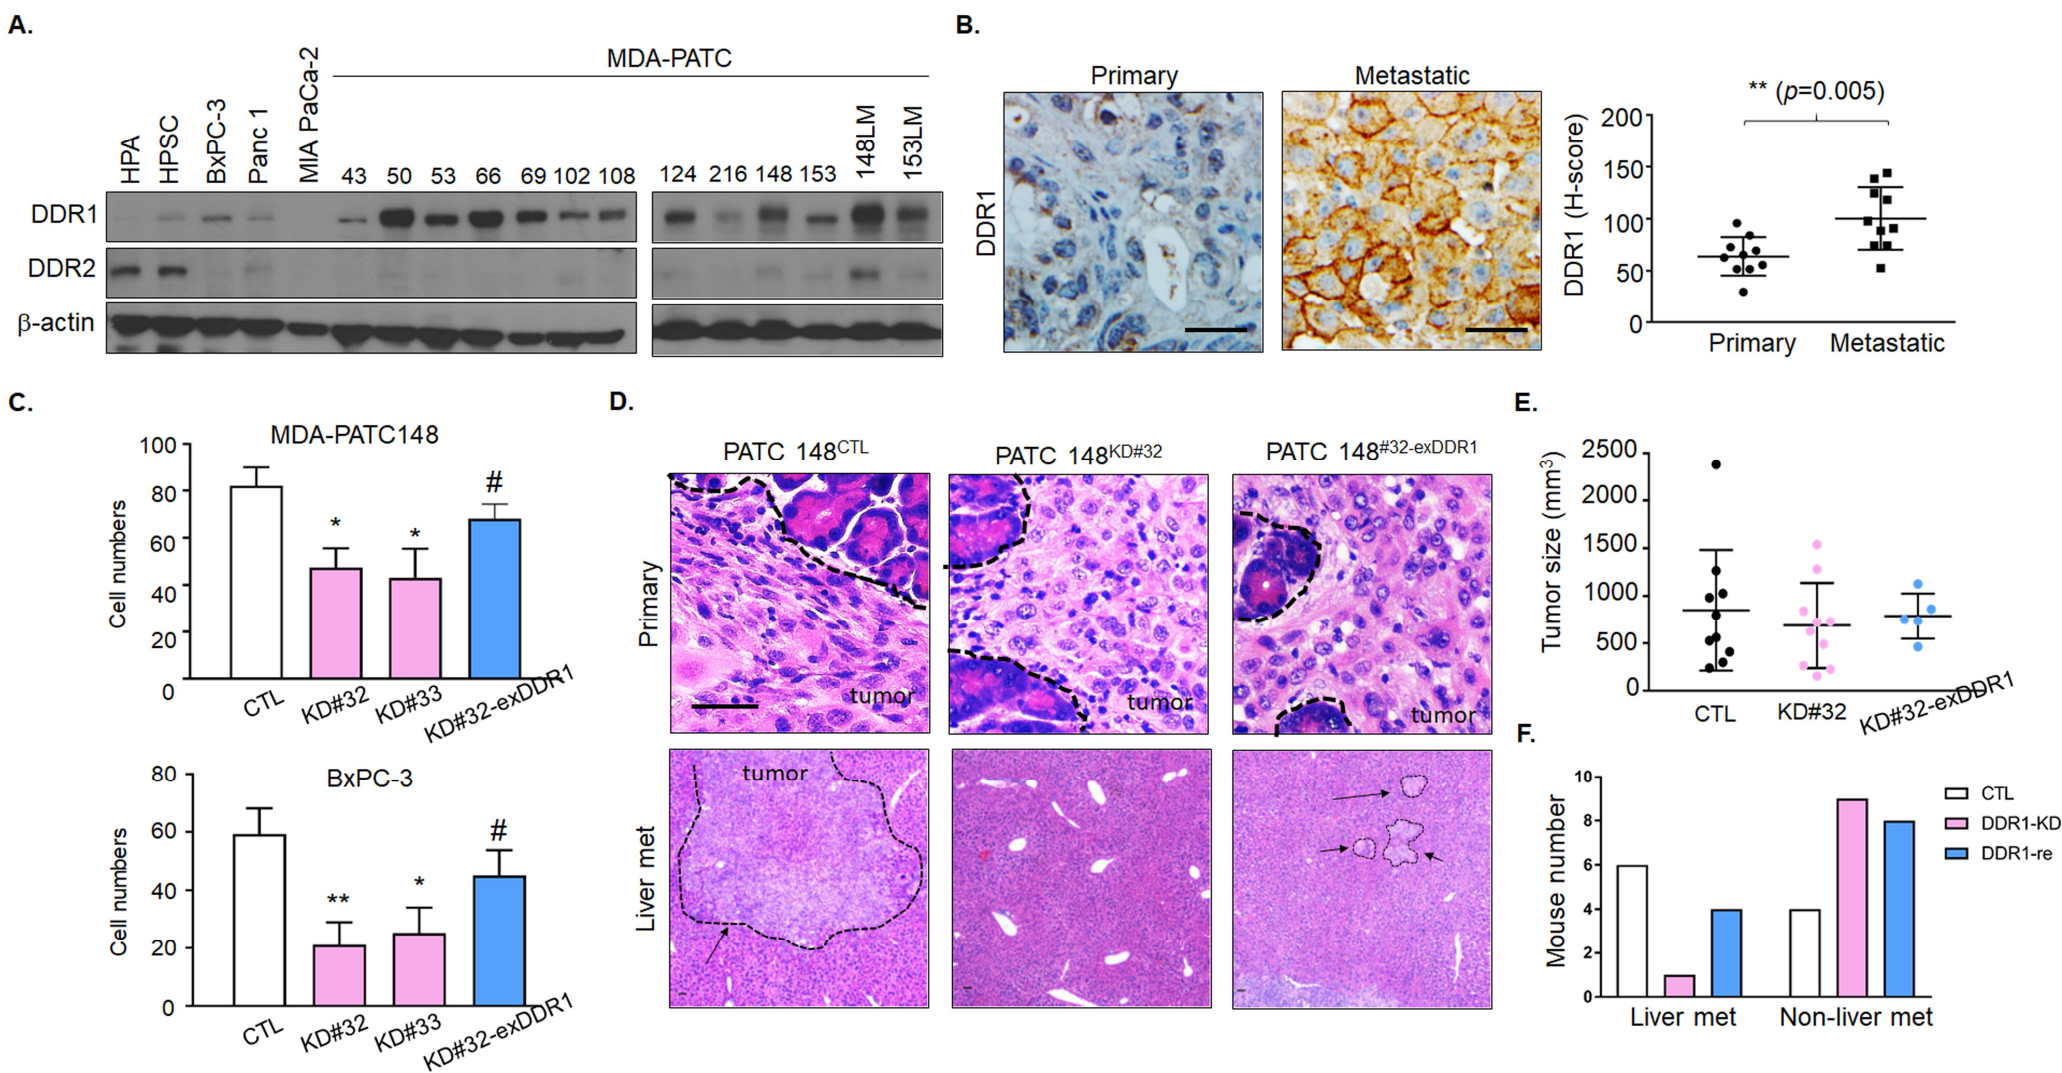 A.
MDA-PATC
HPA
HPSC
BxPC-3
Panc 1
MIA PaCa-2
43 50 53 66 69 102 108
124 216 148 153 148LM 153LM
DDR1
DDR2
β-actin
B.
Primary
Metastatic
DDR1
** (p=0.005)
DDR1 (H-score)
200
150
100
50
0
Primary Metastatic
C.
MDA-PATC148
Cell numbers
100
80
60
40
20
0
*
*
#
CTL
KD#32
KD#33
KD#32-exDDR1
BxPC-3
Cell numbers
80
60
40
20
0
**
*
#
CTL
KD#32
KD#33
KD#32-exDDR1
D.
PATC 148CTL
PATC 148KD#32
PATC 148#32-exDDR1
Primary
tumor
tumor
tumor
Liver met
tumor
E.
Tumor size (mm3)
2500
2000
1500
1000
500
0
CTL
KD#32
KD#32-exDDR1
F.
Mouse number
10
8
6
4
2
0
Liver met Non-liver met
CTL
DDR1-KD
DDR1-re